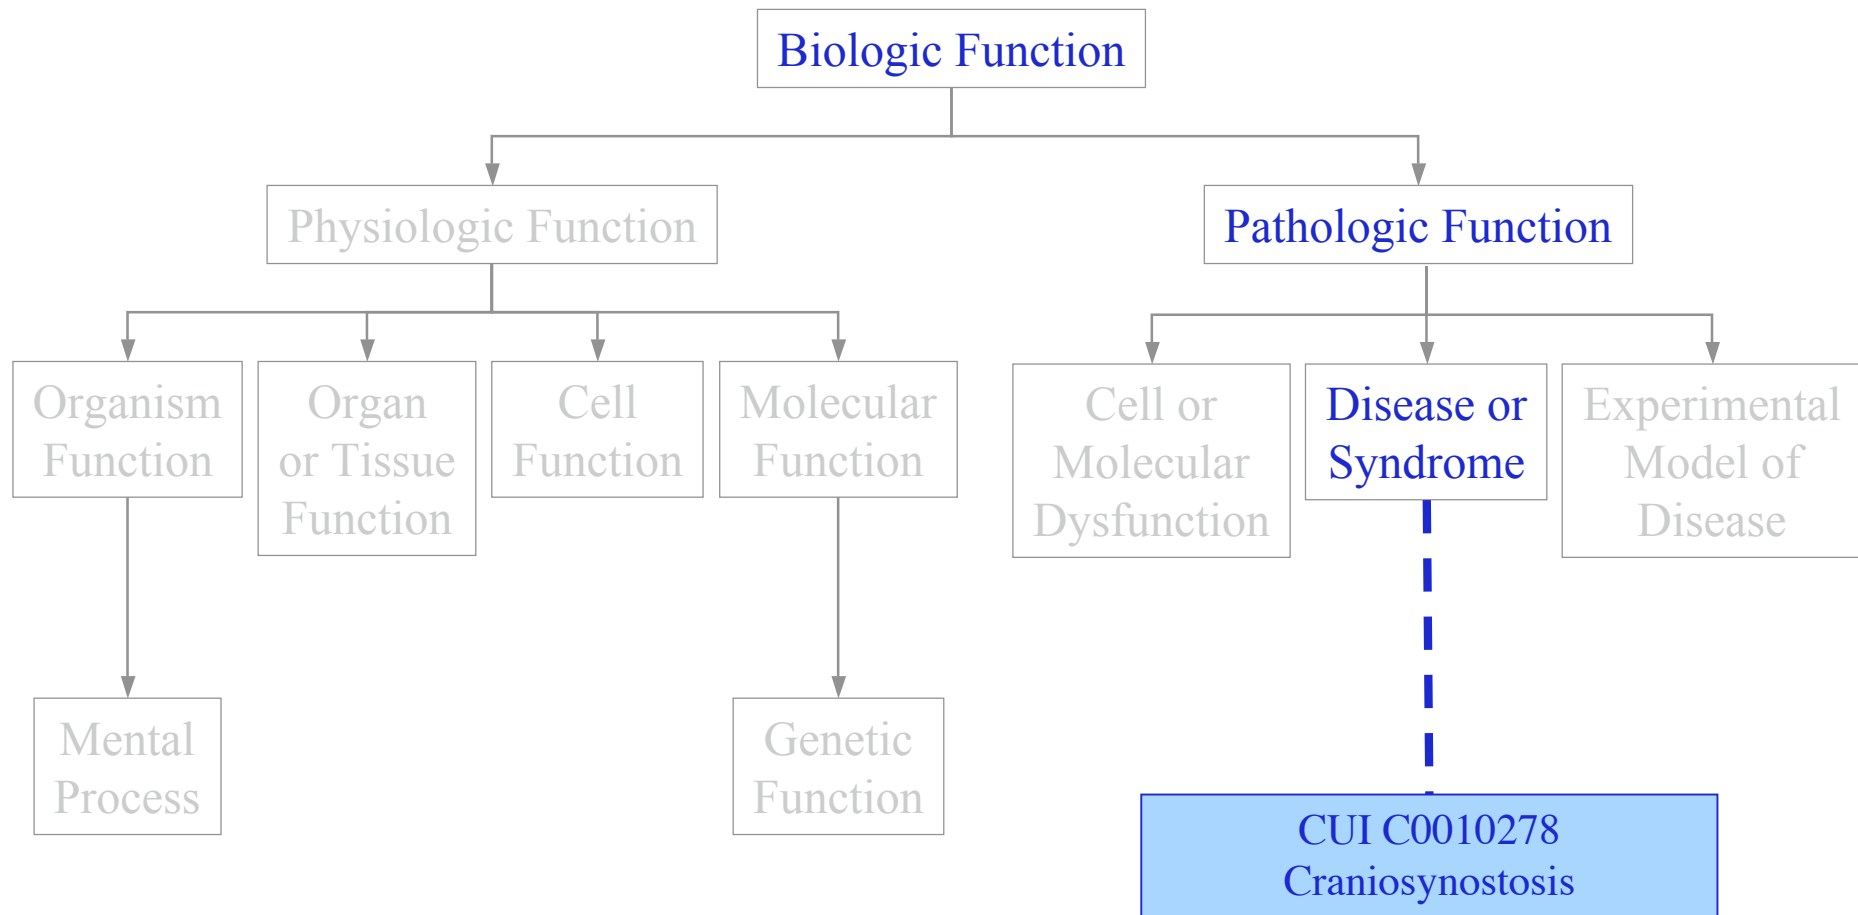 Biologic Function
Physiologic Function
Pathologic Function
Organism
Function
Organ
or Tissue
Function
Cell
Function
Molecular
Function
Cell or
Molecular
Dysfunction
Disease or
Syndrome
Experimental
Model of
Disease
Mental
Process
Genetic
Function
CUI C0010278
Craniosynostosis